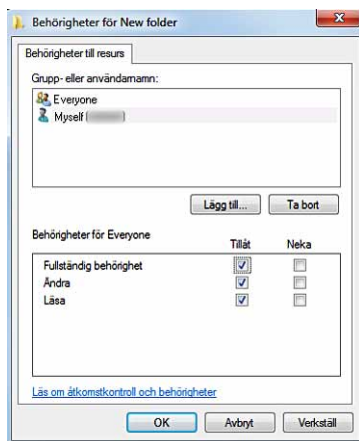 Behörigheter för New folder
Behörigheter till resurs
Grupp- eller användarnamn:
Everyone
Myself (
Lägg till... Ta bort
Behörigheter för Everyone Tillåt Neka
Fullständig behörighet
Ändra
Läsa
Läs om åtkomstkontroll och behörigheter
OK Avbryt Verkställ